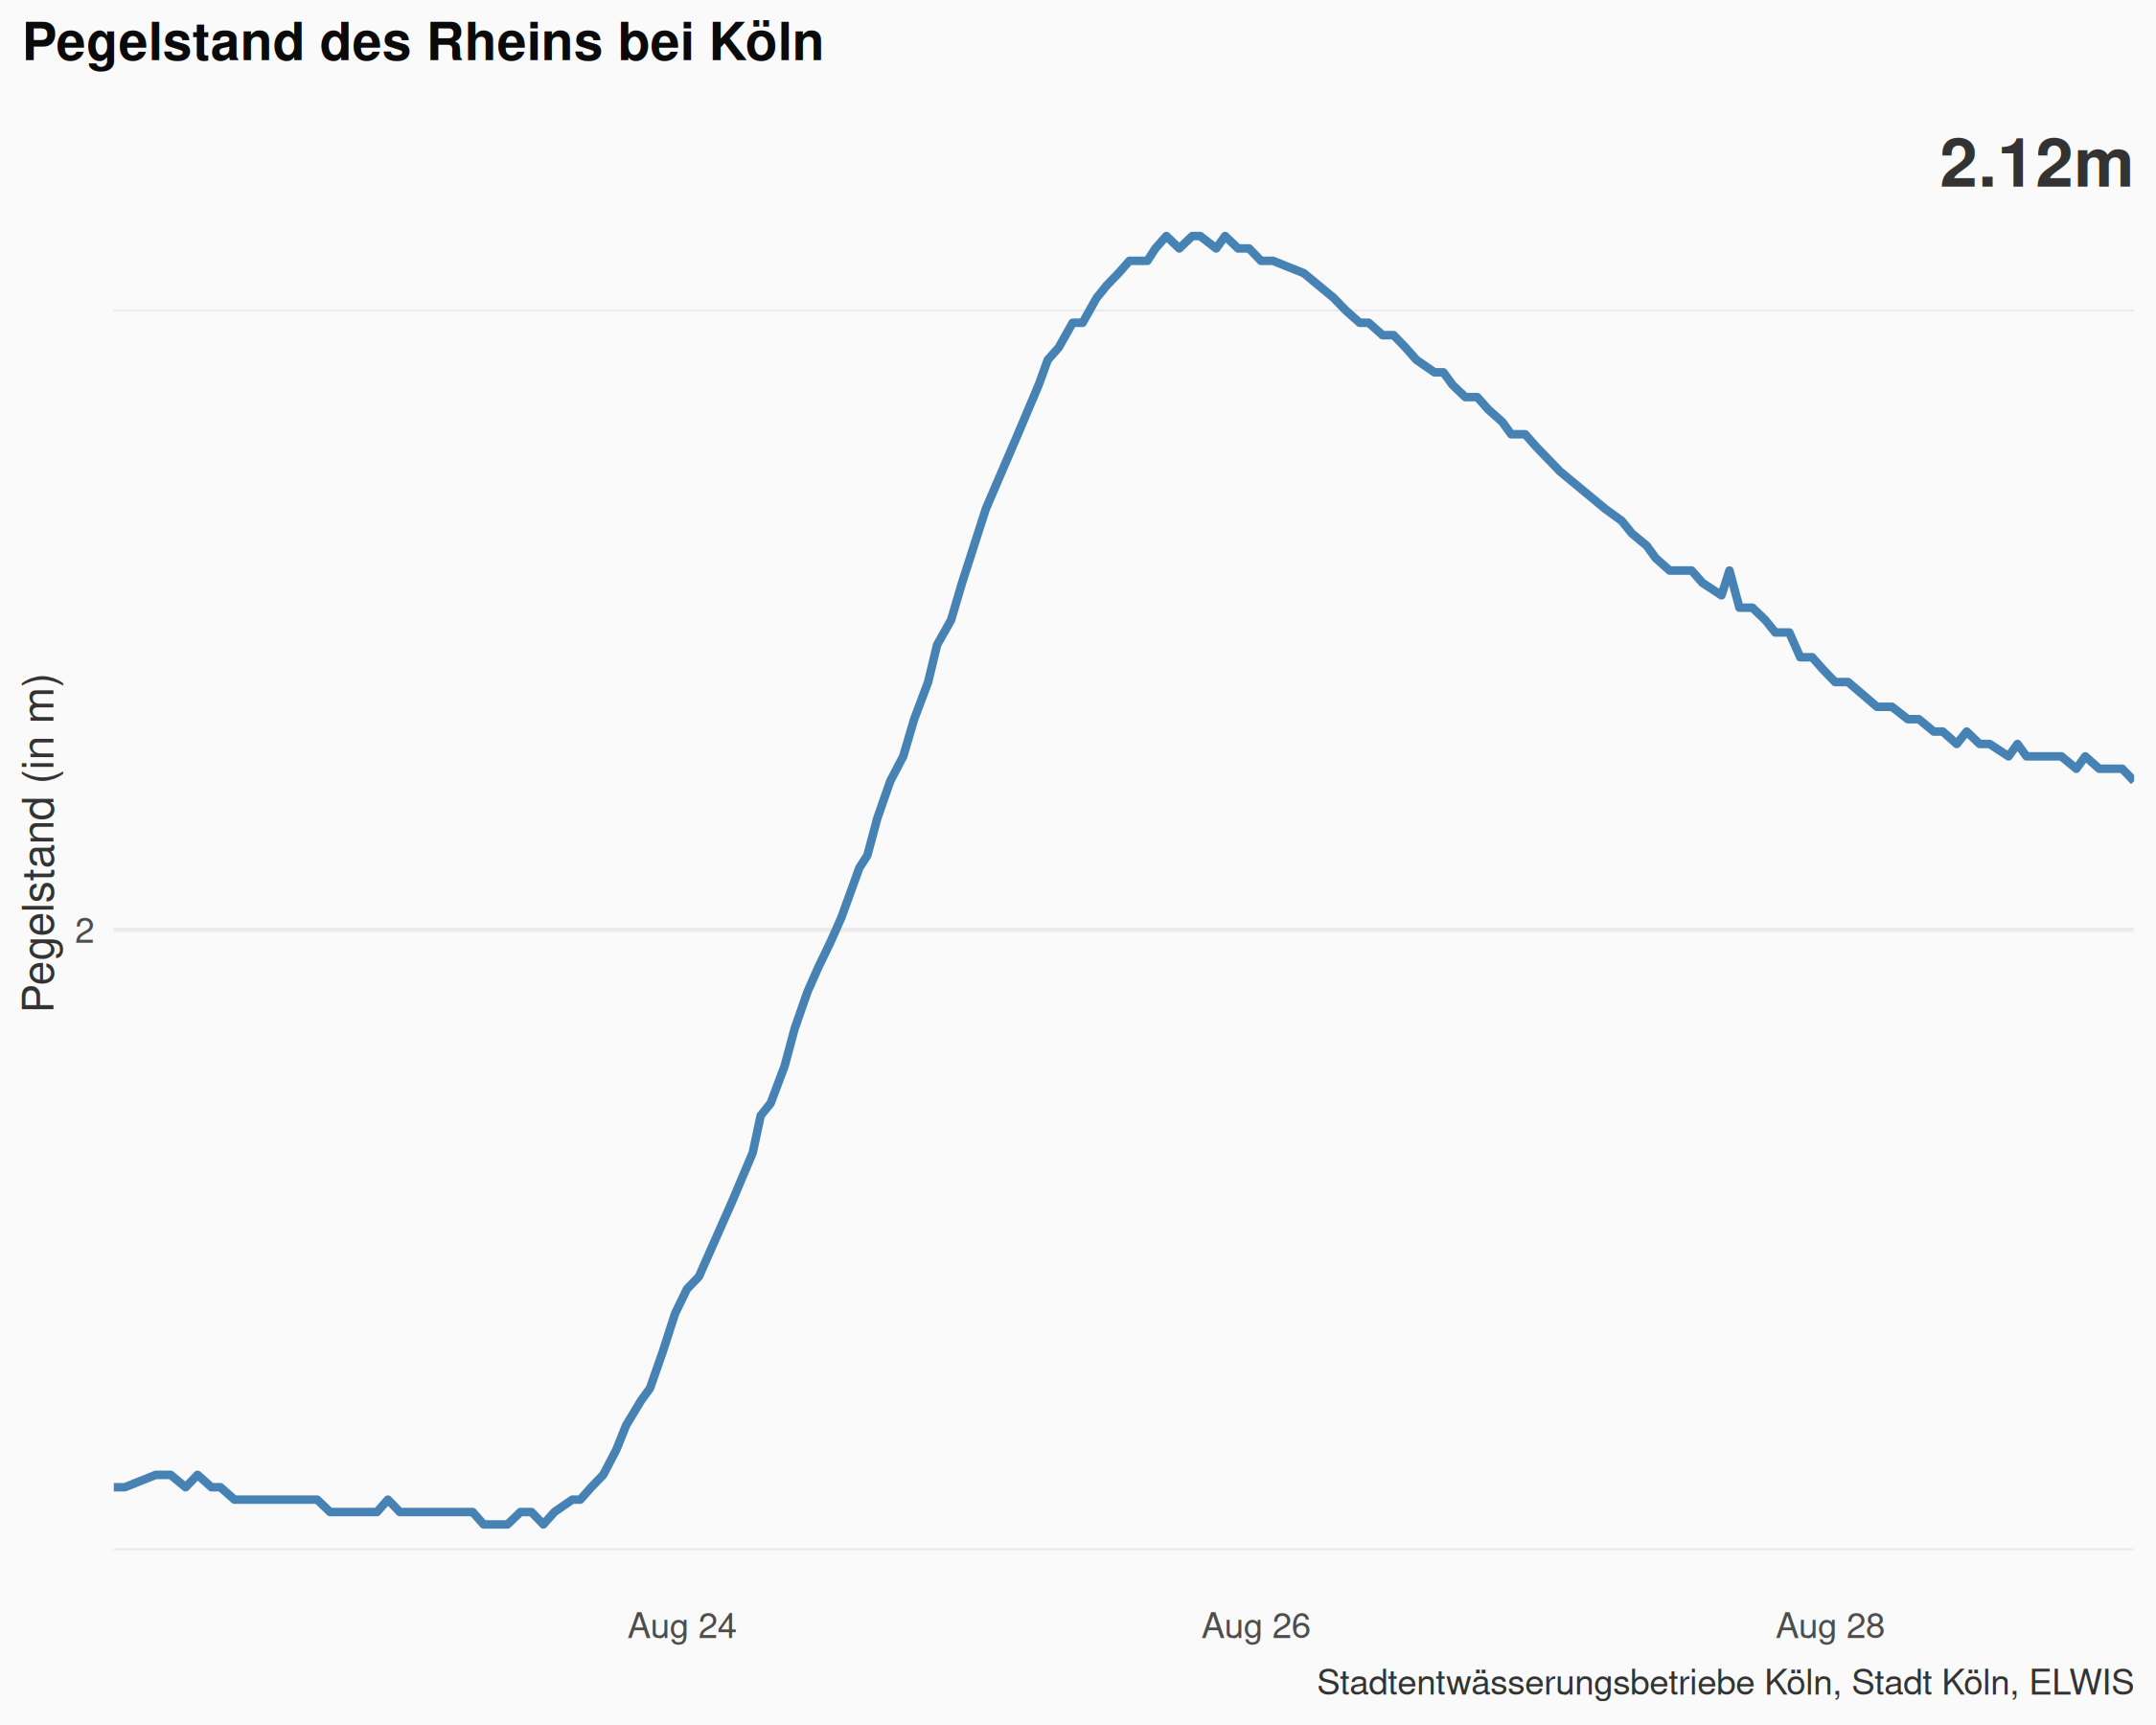 Pegelstand des Rheins bei Köln
2.12m
Pegelstand (in m)
2
Aug 24
Aug 26
Aug 28
Stadtentwässerungsbetriebe Köln, Stadt Köln, ELWIS